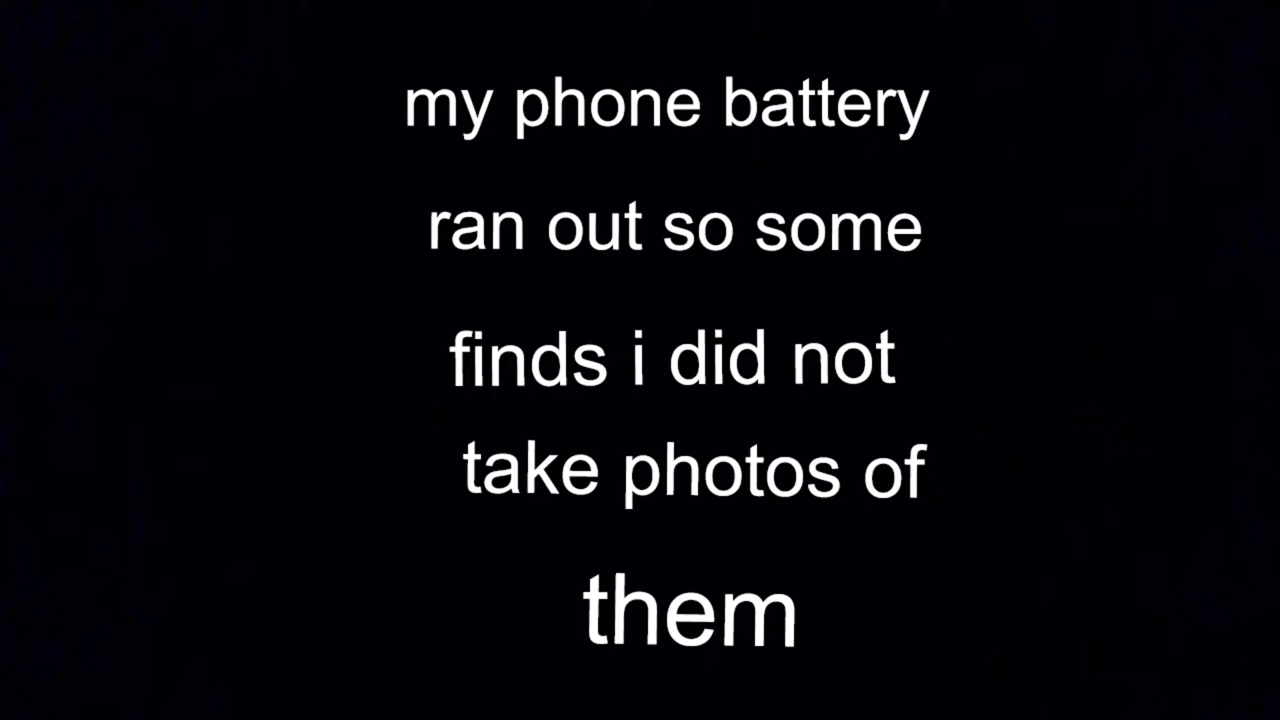 my phone battery
ran out so some
finds i did not
take photos of
them